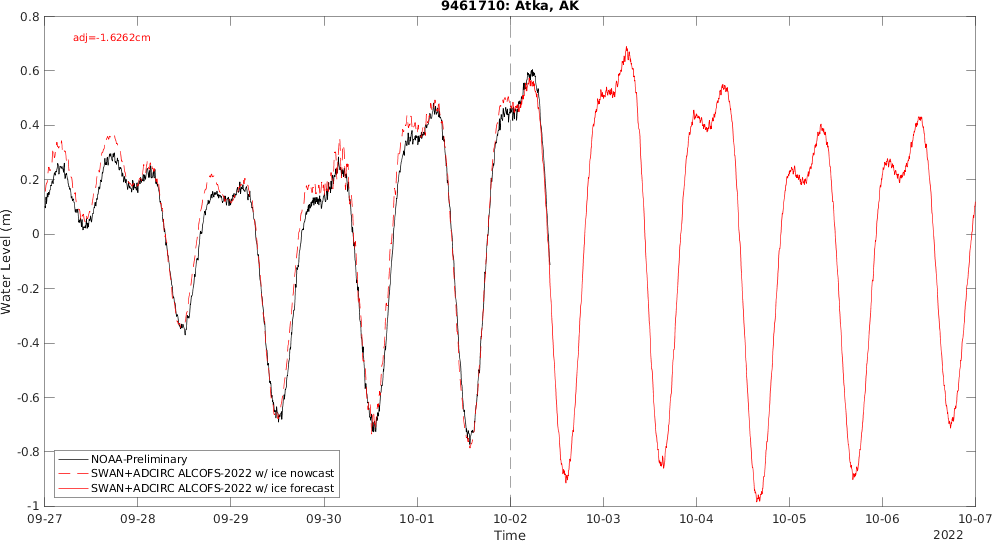 9461710: Atka, AK
adj=-1.6262cm
0.8
0.6
0.4
0.2
0
-0.2
-0.4
-0.6
-0.8
-1
Water Level (m)
NOAA-Preliminary
SWAN+ADCIRC ALCOFS-2022 w/ ice nowcast
SWAN+ADCIRC ALCOFS-2022 w/ ice forecast
09-27 09-28 09-29 09-30 10-01 10-02 10-03 10-04 10-05 10-06 10-07
Time
2022